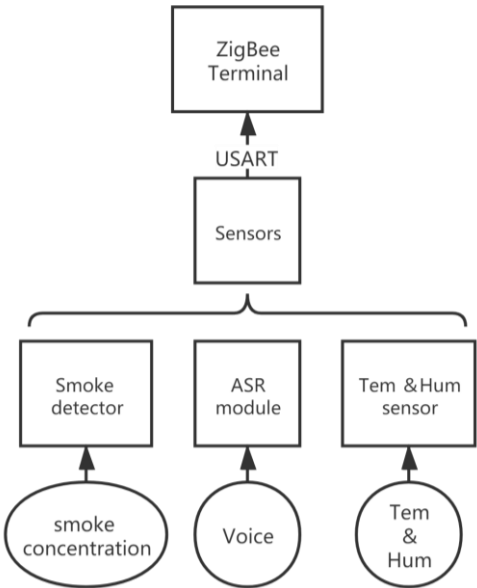 ZigBee
Terminal
USART
Sensors
Smoke
detector
ASR
module
Tem &Hum
sensor
smoke
concentration
Voice
Tem
&
Hum